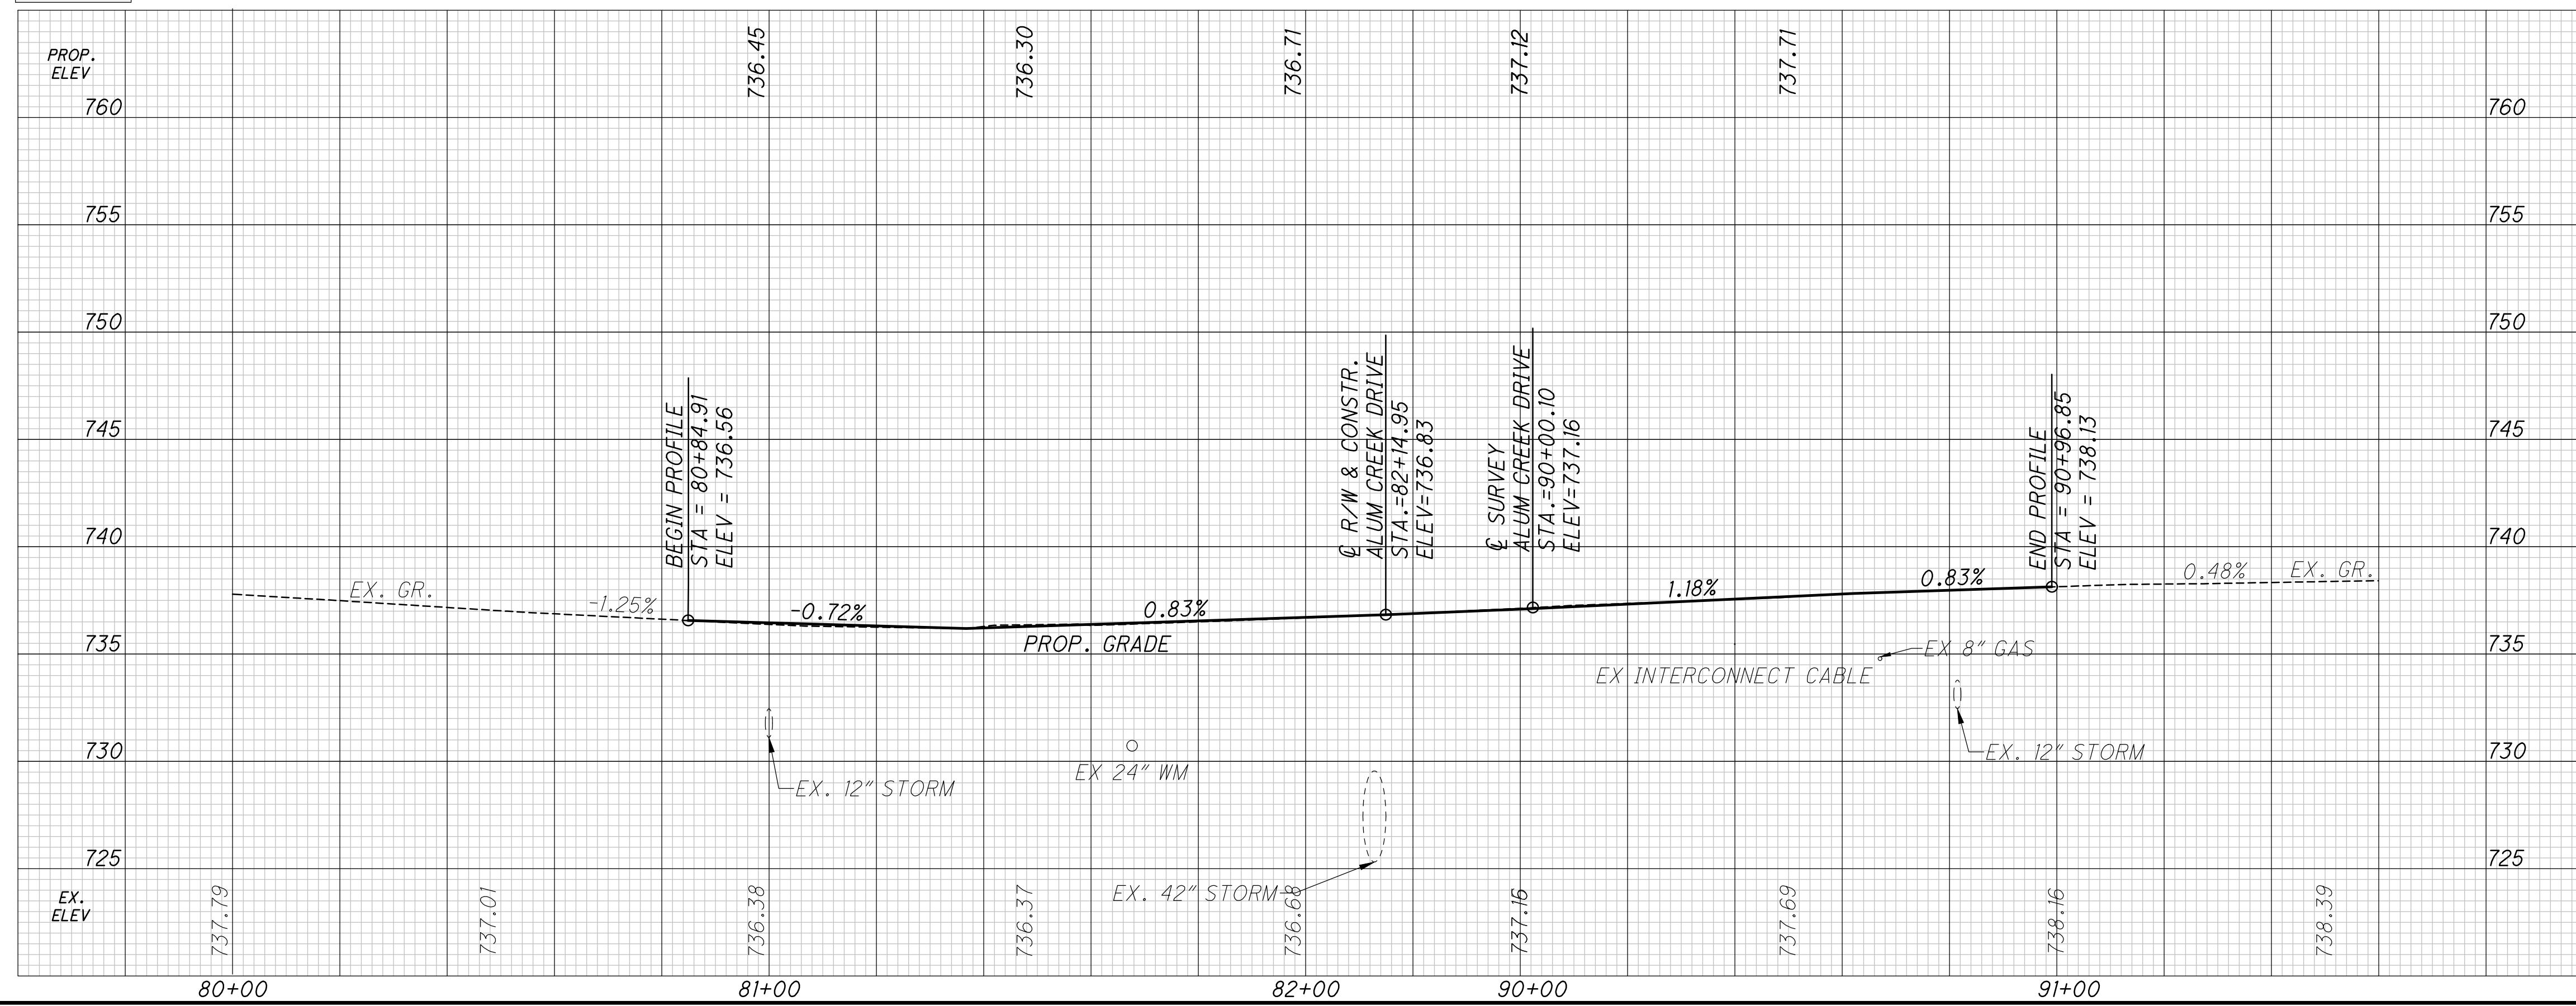 PROP.
ELEV
736.45
736.30
736.71
737.12
737.71
760
760
755
755
750
750
745
745
740
740
735
735
730
730
725
725
BEGIN PROFILE
STA = 80+84.91
ELEV = 736.56
℄ R/W & CONSTR.
ALUM CREEK DRIVE
STA.=82+14.95
ELEV=736.83
℄ SURVEY
ALUM CREEK DRIVE
STA.=90+00.10
ELEV=737.16
END PROFILE
STA = 90+96.85
ELEV = 738.13
EX. GR.
-1.25%
-0.72%
0.83%
PROP. GRADE
1.18%
0.83%
0.48%
EX. GR.
EX 8" GAS
EX INTERCONNECT CABLE
EX. 12" STORM
EX 24" WM
EX. 12" STORM
EX. 42" STORM
EX.
ELEV
737.79
737.01
736.38
736.37
736.68
737.16
737.69
738.16
738.39
80+00
81+00
82+00
90+00
91+00